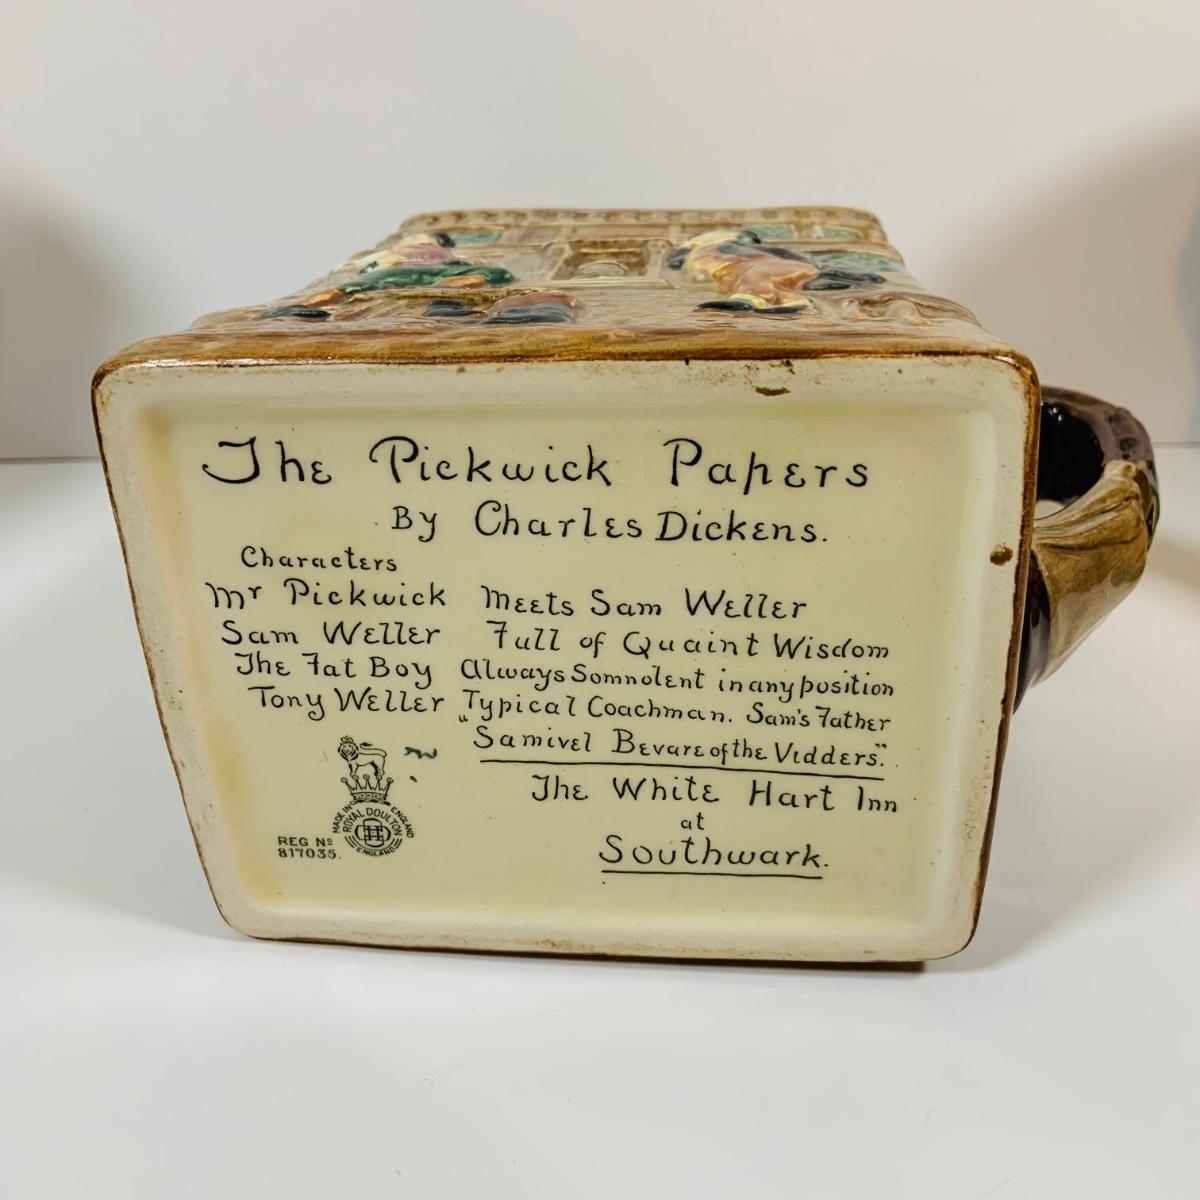 The Pickwick Papers
By Charles Dickens.
Characters
Mr Pickwick Meets Sam Weller
Sam Weller Full of Quaint Wisdom
The Fat Boy Always Somnolent in any position
Tony Weller Typical Coachman. Sam's Father
"Samivel Bevare of the Vidders".
The White Hart Inn
at
Southwark.
MADE IN ENGLAND
ROYAL DOULTON
ENGLAND
REG Nº
817035.